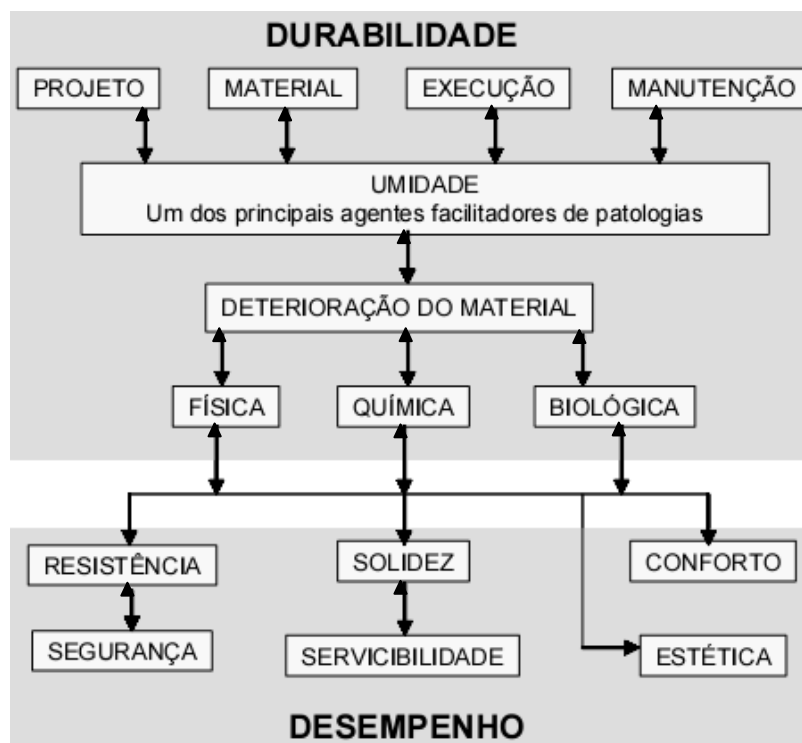 DURABILIDADE
PROJETO
MATERIAL
EXECUÇÃO
MANUTENÇÃO
UMIDADE
Um dos principais agentes facilitadores de patologias
DETERIORAÇÃO DO MATERIAL
FÍSICA
QUÍMICA
BIOLÓGICA
RESISTÊNCIA
SOLIDEZ
CONFORTO
SEGURANÇA
SERVICIBILIDADE
ESTÉTICA
DESEMPENHO